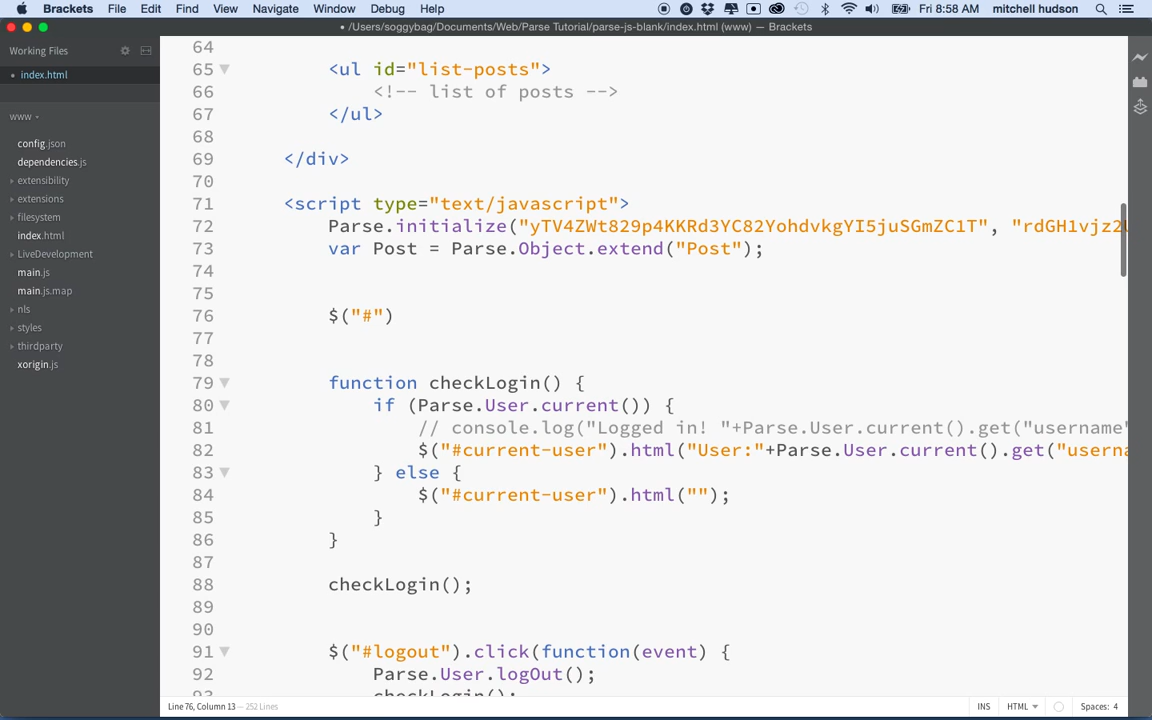 Brackets File Edit Find View Navigate Window Debug Help Fri 8:58 AM mitchell hudson
• /Users/soggybag/Documents/Web/Parse Tutorial/parse-js-blank/index.html (www) — Brackets
Working Files
• index.html
www
config.json
dependencies.js
extensibility
extensions
filesystem
index.html
LiveDevelopment
main.js
main.js.map
nls
styles
thirdparty
xorigin.js
64
65 <ul id="list-posts">
66 <!-- list of posts -->
67 </ul>
68
69 </div>
70
71 <script type="text/javascript">
72 Parse.initialize("yTV4ZWt829p4KKRd3YC82YohdvkgYI5juSGmZC1T", "rdGH1vjz2
73 var Post = Parse.Object.extend("Post");
74
75
76 $("#")
77
78
79 function checkLogin() {
80 if (Parse.User.current()) {
81 // console.log("Logged in! "+Parse.User.current().get("username"
82 $("#current-user").html("User:"+Parse.User.current().get("userna
83 } else {
84 $("#current-user").html("");
85 }
86 }
87
88 checkLogin();
89
90
91 $("#logout").click(function(event) {
92 Parse.User.logOut();
93 checkLogin();
Line 76, Column 13 — 252 Lines INS HTML Spaces: 4